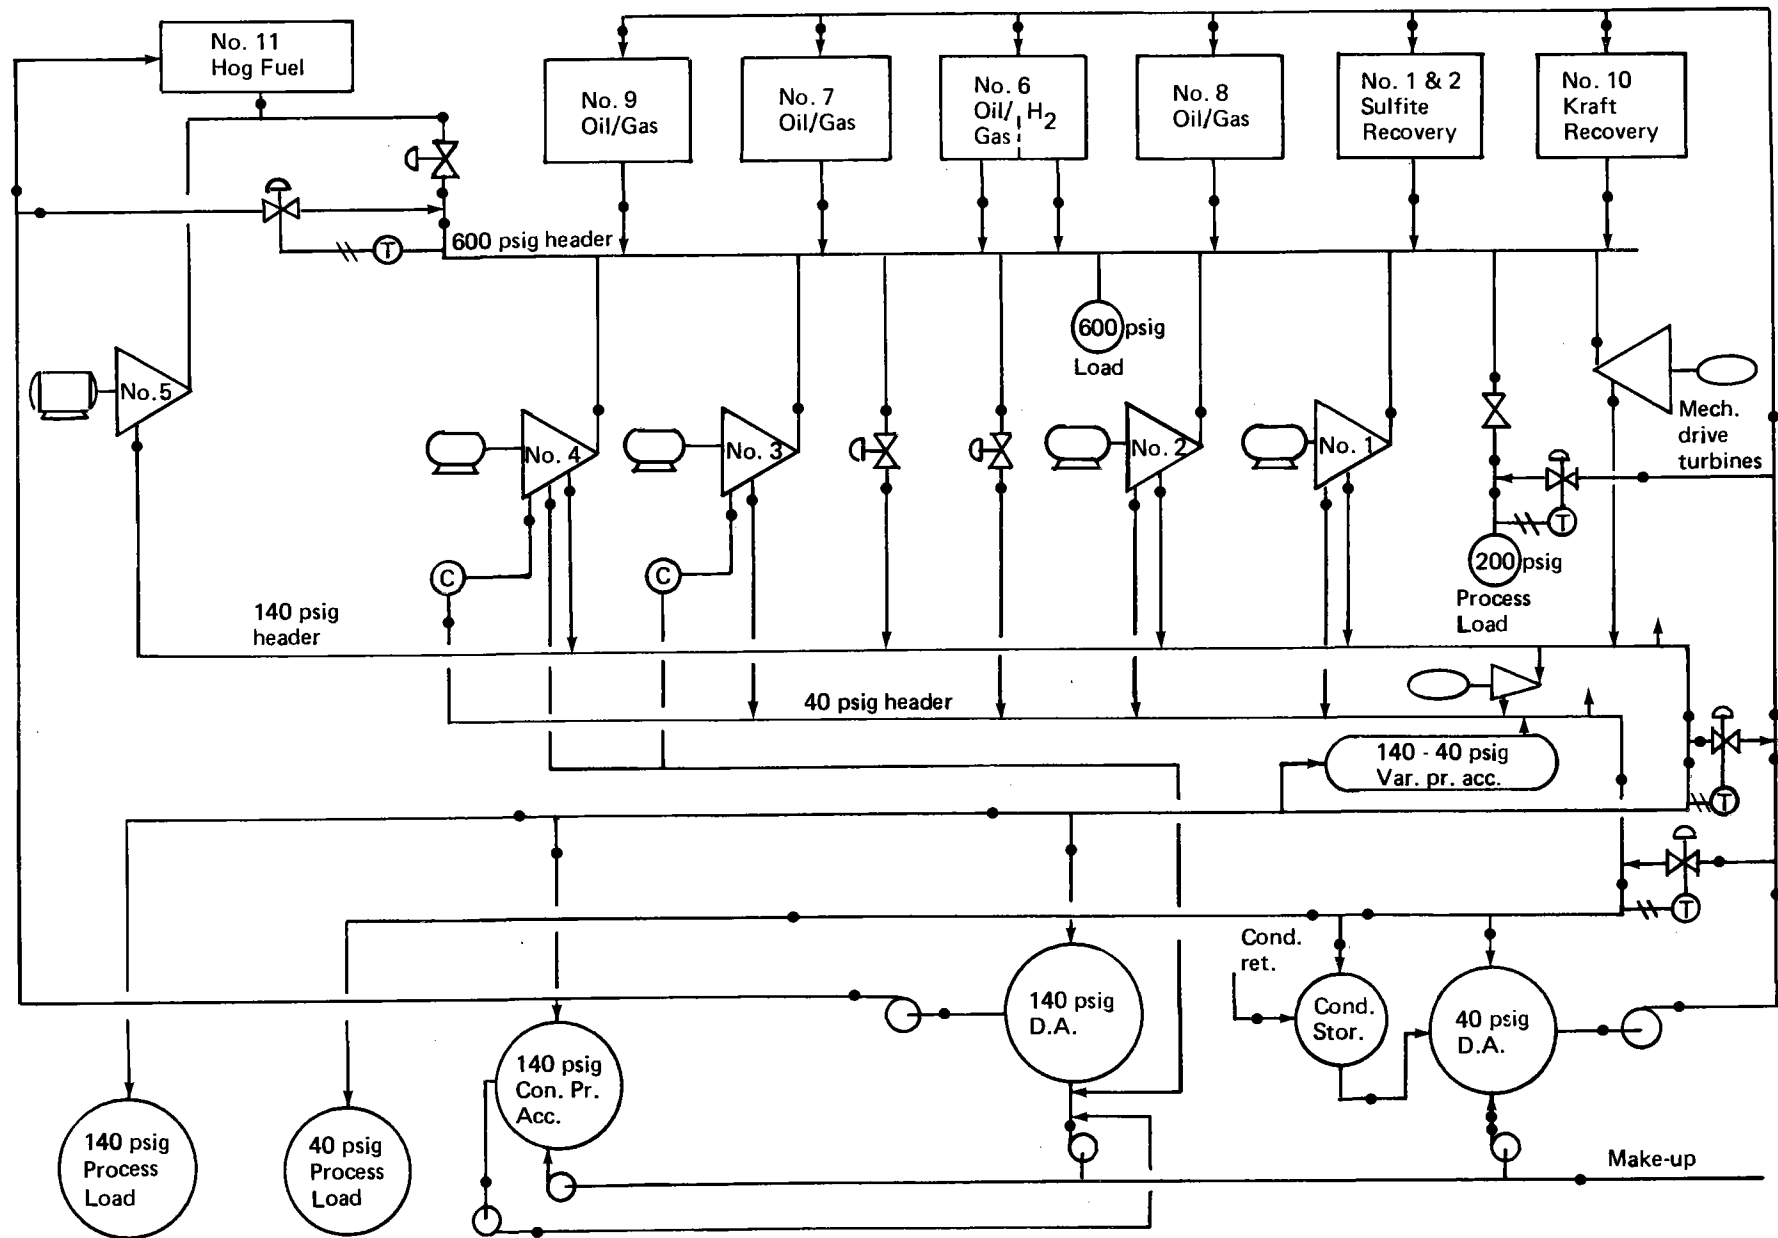 No. 11
Hog Fuel
No. 9
Oil/Gas
No. 7
Oil/Gas
No. 6
Oil/ H2
Gas
No. 8
Oil/Gas
No. 1 & 2
Sulfite
Recovery
No. 10
Kraft
Recovery
600 psig header
T
600 psig
Load
No. 5
No. 4
No. 3
No. 2
No. 1
Mech.
drive
turbines
T
200 psig
Process
Load
C
C
140 psig
header
40 psig header
140 - 40 psig
Var. pr. acc.
T
T
Cond.
ret.
140 psig
D.A.
Cond.
Stor.
40 psig
D.A.
140 psig
Con. Pr.
Acc.
140 psig
Process
Load
40 psig
Process
Load
Make-up